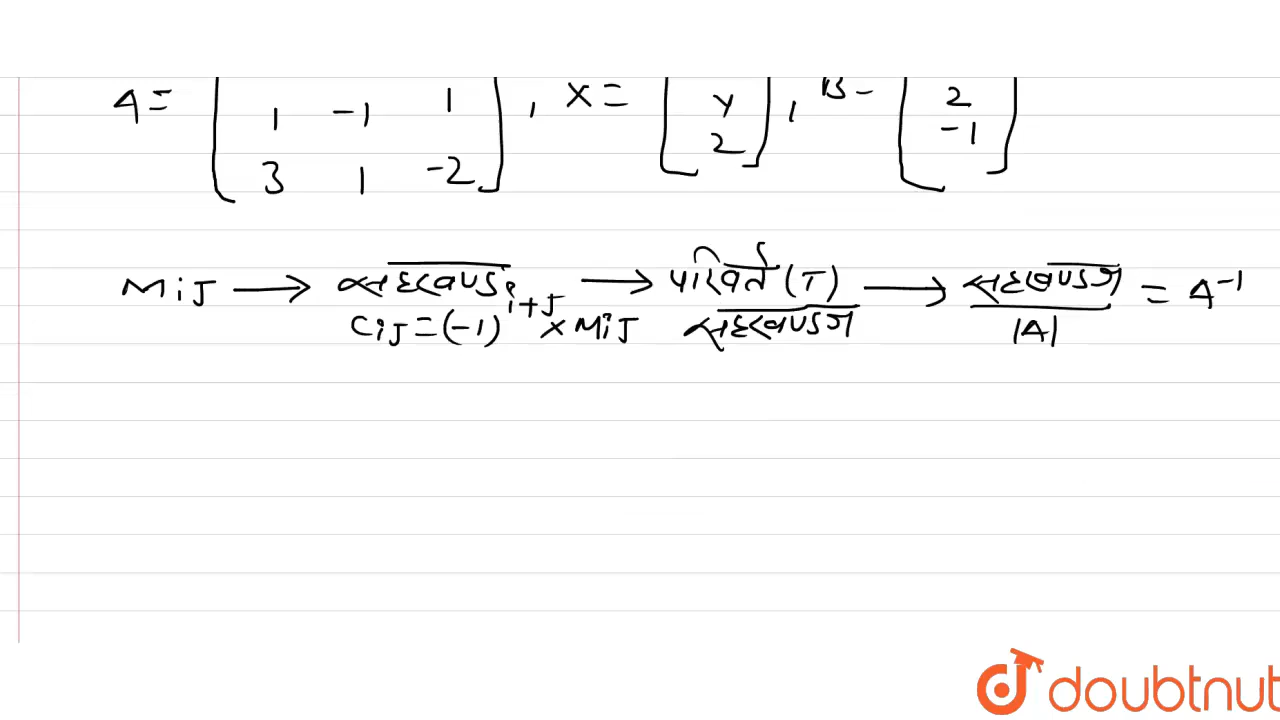 A = [ 1 -1 1 , X = [ y , B = [ 2
3 1 -2 ] z ] -1 ]
Mij → सहखण्ड → परिवर्त (T) → सहखण्डज / |A| = A⁻¹
Cij = (-1)^i+j × Mij सहखण्डज
doubtnut